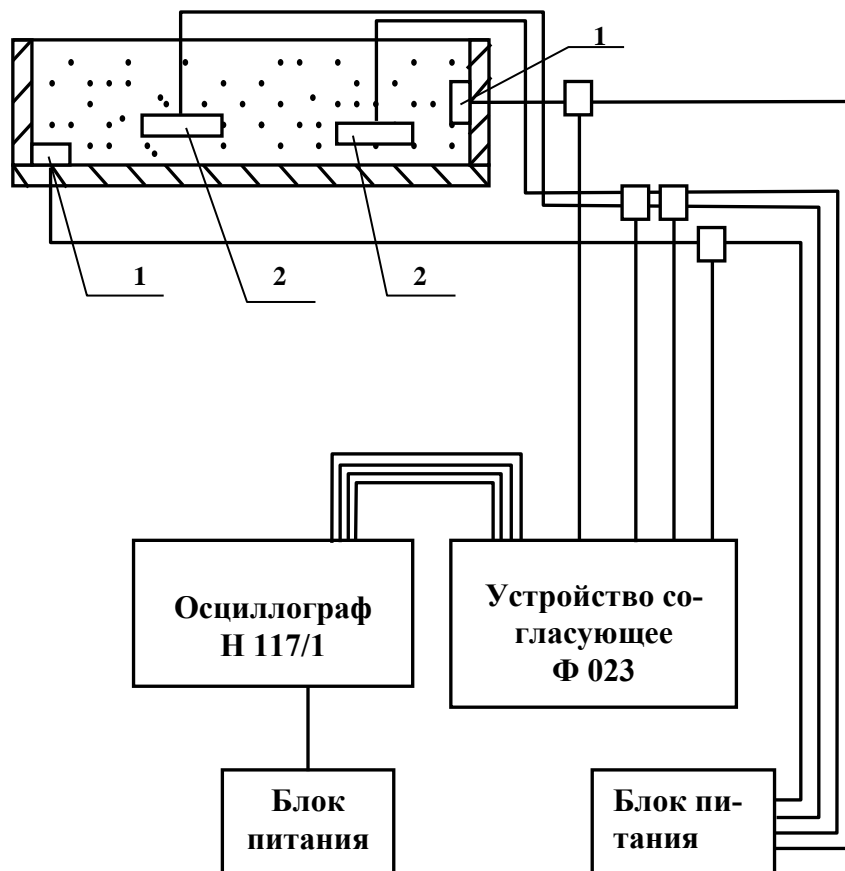 1
1
2
2
Осциллограф
Н 117/1
Устройство со-
гласующее
Ф 023
Блок
питания
Блок пи-
тания